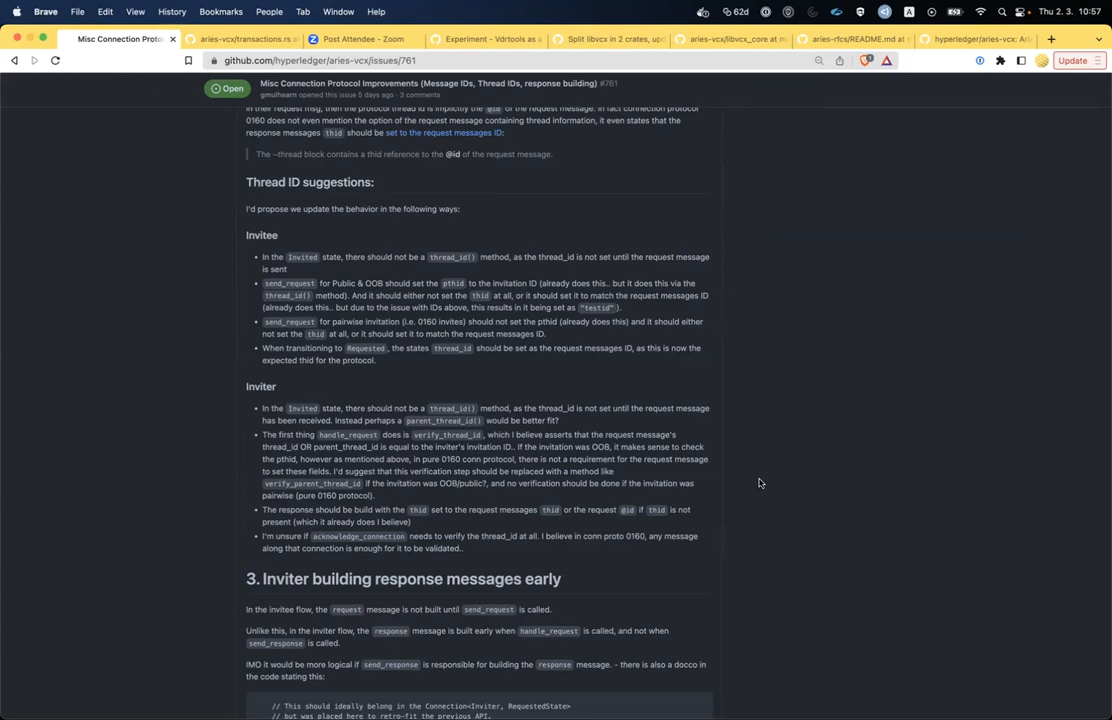 Brave File Edit View History Bookmarks People Tab Window Help 62d Thu 2. 3. 10:57
Misc Connection Proto aries-vcx/transactions.rs a Post Attendee - Zoom Experiment – Vdrtools as a Split libvcx in 2 crates, up aries-vcx/libvcx_core at m aries-rfcs/README.md at hyperledger/aries-vcx: Ari
github.com/hyperledger/aries-vcx/issues/761 Update
Open Misc Connection Protocol Improvements (Message IDs, Thread IDs, response building) #761
gmulhearn opened this issue 5 days ago · 3 comments
in their request msg, then the protocol thread id is implicitly the @id of the request message. In fact connection protocol
0160 does not even mention the option of the request message containing thread information, it even states that the
response messages thid should be set to the request messages ID:
The ~thread block contains a thid reference to the @id of the request message.
Thread ID suggestions:
I'd propose we update the behavior in the following ways:
Invitee
• In the Invited state, there should not be a thread_id() method, as the thread_id is not set until the request message
is sent
• send_request for Public & OOB should set the pthid to the invitation ID (already does this.. but it does this via the
thread_id() method). And it should either not set the thid at all, or it should set it to match the request messages ID
(already does this.. but due to the issue with IDs above, this results in it being set as "testid").
• send_request for pairwise invitation (i.e. 0160 invites) should not set the pthid (already does this) and it should either
not set the thid at all, or it should set it to match the request messages ID.
• When transitioning to Requested, the states thread_id should be set as the request messages ID, as this is now the
expected thid for the protocol.
Inviter
• In the Invited state, there should not be a thread_id() method, as the thread_id is not set until the request message
has been received. Instead perhaps a parent_thread_id() would be better fit?
• The first thing handle_request does is verify_thread_id, which I believe asserts that the request message's
thread_id OR parent_thread_id is equal to the inviter's invitation ID.. If the invitation was OOB, it makes sense to check
the pthid, however as mentioned above, in pure 0160 conn protocol, there is not a requirement for the request message
to set these fields. I'd suggest that this verification step should be replaced with a method like
verify_parent_thread_id if the invitation was OOB/public?, and no verification should be done if the invitation was
pairwise (pure 0160 protocol).
• The response should be build with the thid set to the request messages thid or the request @id if thid is not
present (which it already does I believe)
• I'm unsure if acknowledge_connection needs to verify the thread_id at all. I believe in conn proto 0160, any message
along that connection is enough for it to be validated..
3. Inviter building response messages early
In the invitee flow, the request message is not built until send_request is called.
Unlike this, in the inviter flow, the response message is built early when handle_request is called, and not when
send_response is called.
IMO it would be more logical if send_response is responsible for building the response message. - there is also a docco in
the code stating this:
// This should ideally belong in the Connection<Inviter, RequestedState>
// but was placed here to retro-fit the previous API.